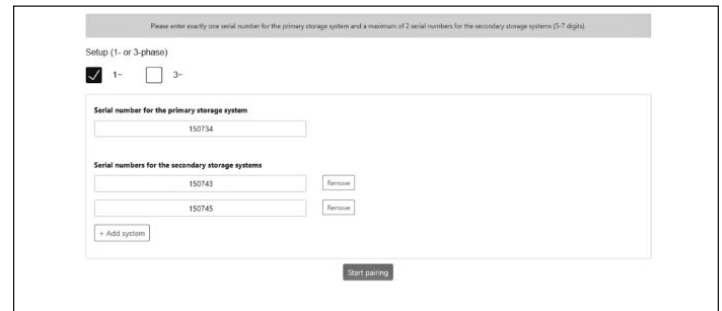 Please enter exactly one serial number for the primary storage system and a maximum of 2 serial numbers for the secondary storage systems (5-7 digits).
Setup (1- or 3-phase)
1~ 3~
Serial number for the primary storage system
150734
Serial numbers for the secondary storage systems
150743 Remove
150745 Remove
+ Add system
Start pairing